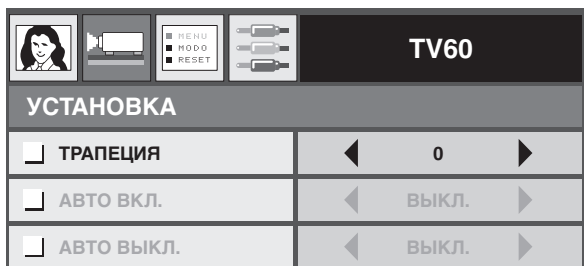 MENU
MODO
RESET
TV60
УСТАНОВКА
ТРАПЕЦИЯ 0
АВТО ВКЛ. ВЫКЛ.
АВТО ВЫКЛ. ВЫКЛ.